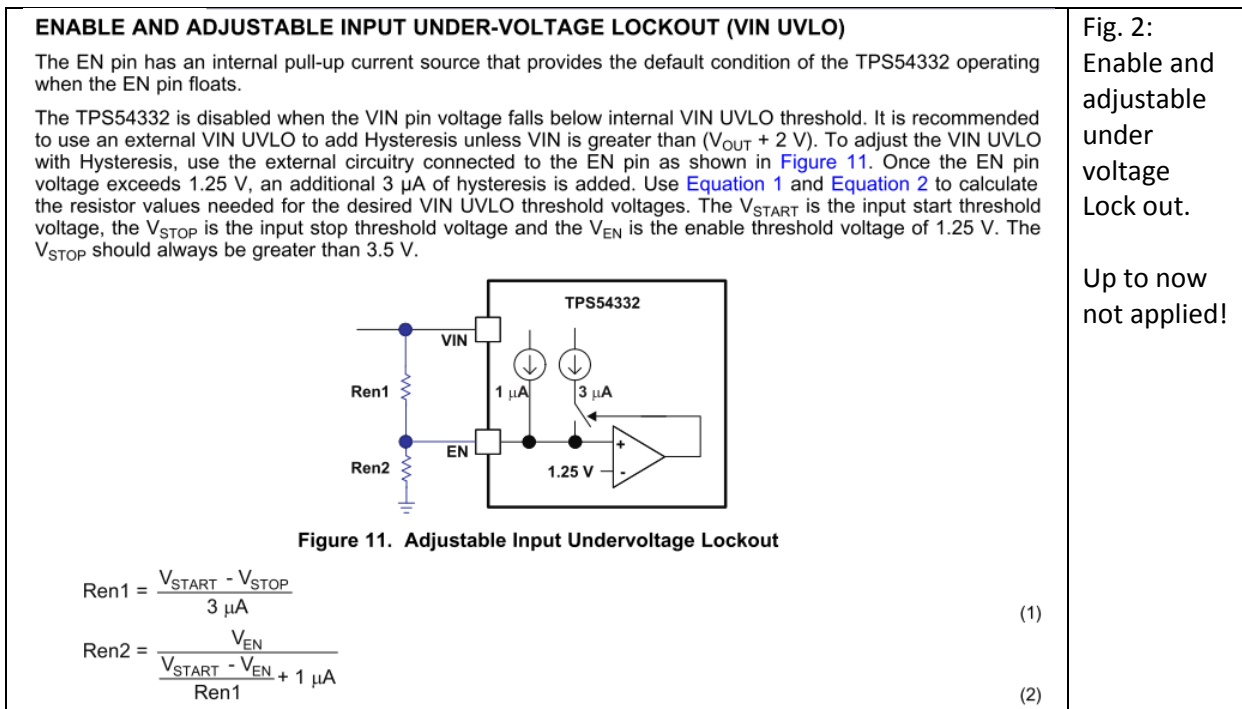 ENABLE AND ADJUSTABLE INPUT UNDER-VOLTAGE LOCKOUT (VIN UVLO)
The EN pin has an internal pull-up current source that provides the default condition of the TPS54332 operating
when the EN pin floats.
The TPS54332 is disabled when the VIN pin voltage falls below internal VIN UVLO threshold. It is recommended
to use an external VIN UVLO to add Hysteresis unless VIN is greater than (VOUT + 2 V). To adjust the VIN UVLO
with Hysteresis, use the external circuitry connected to the EN pin as shown in Figure 11. Once the EN pin
voltage exceeds 1.25 V, an additional 3 µA of hysteresis is added. Use Equation 1 and Equation 2 to calculate
the resistor values needed for the desired VIN UVLO threshold voltages. The VSTART is the input start threshold
voltage, the VSTOP is the input stop threshold voltage and the VEN is the enable threshold voltage of 1.25 V. The
VSTOP should always be greater than 3.5 V.
TPS54332
VIN
Ren1
1 µA
3 µA
EN
Ren2
1.25 V
+
-
Figure 11. Adjustable Input Undervoltage Lockout
Ren1 = (VSTART - VSTOP) / 3 µA
(1)
Ren2 = VEN / ((VSTART - VEN) / Ren1 + 1 µA)
(2)
Fig. 2:
Enable and
adjustable
under
voltage
Lock out.
Up to now
not applied!